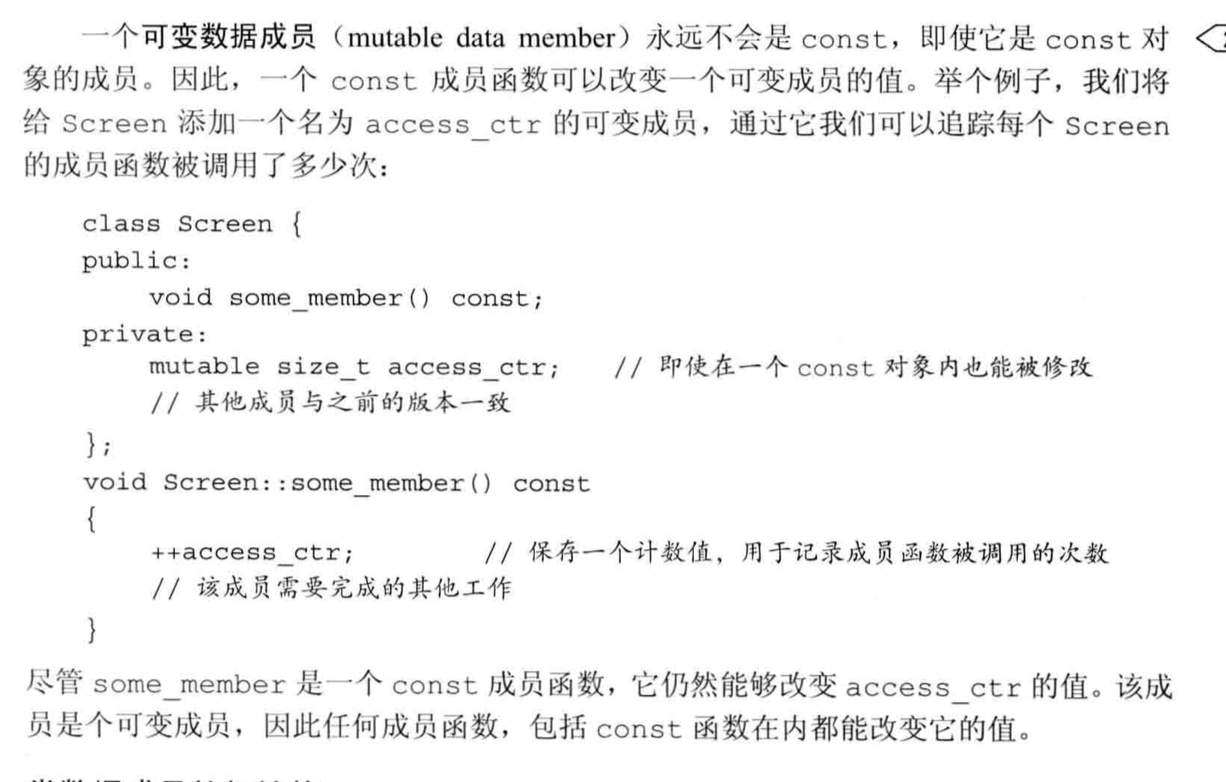 一个可变数据成员（mutable data member）永远不会是 const，即使它是 const 对
象的成员。因此，一个 const 成员函数可以改变一个可变成员的值。举个例子，我们将
给 Screen 添加一个名为 access_ctr 的可变成员，通过它我们可以追踪每个 Screen
的成员函数被调用了多少次：
class Screen {
public:
    void some_member() const;
private:
    mutable size_t access_ctr;    // 即使在一个 const 对象内也能被修改
    // 其他成员与之前的版本一致
};
void Screen::some_member() const
{
    ++access_ctr;        // 保存一个计数值，用于记录成员函数被调用的次数
    // 该成员需要完成的其他工作
}
尽管 some_member 是一个 const 成员函数，它仍然能够改变 access_ctr 的值。该成
员是个可变成员，因此任何成员函数，包括 const 函数在内都能改变它的值。